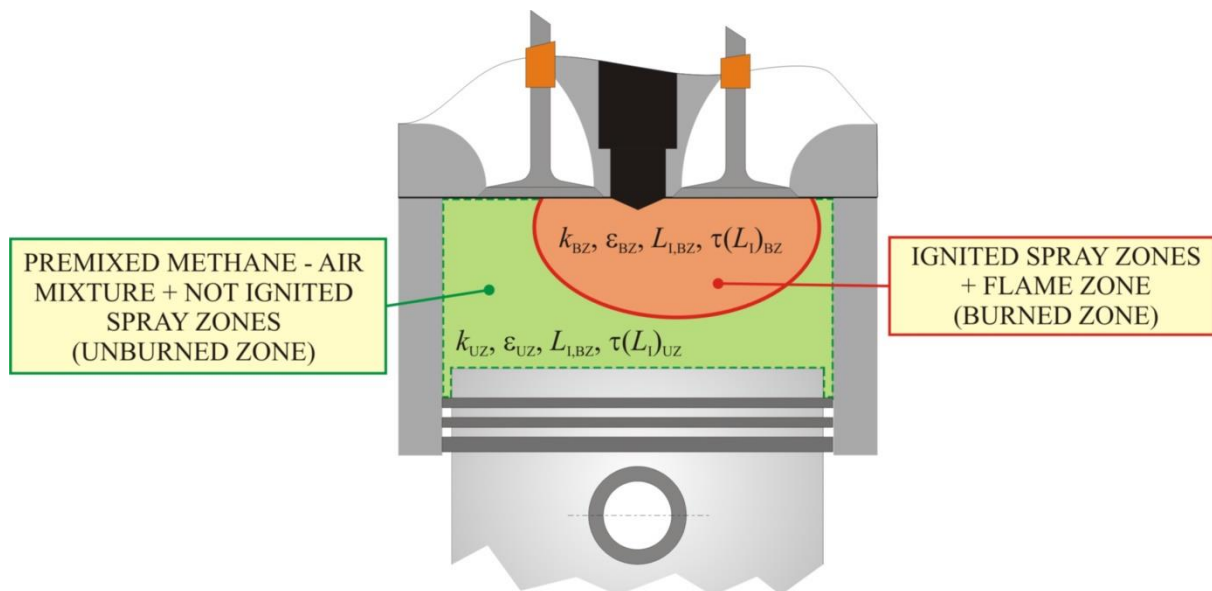 PREMIXED METHANE - AIR
MIXTURE + NOT IGNITED
SPRAY ZONES
(UNBURNED ZONE)
k_BZ, ε_BZ, L_I,BZ, τ(L_I)_BZ
k_UZ, ε_UZ, L_I,BZ, τ(L_I)_UZ
IGNITED SPRAY ZONES
+ FLAME ZONE
(BURNED ZONE)